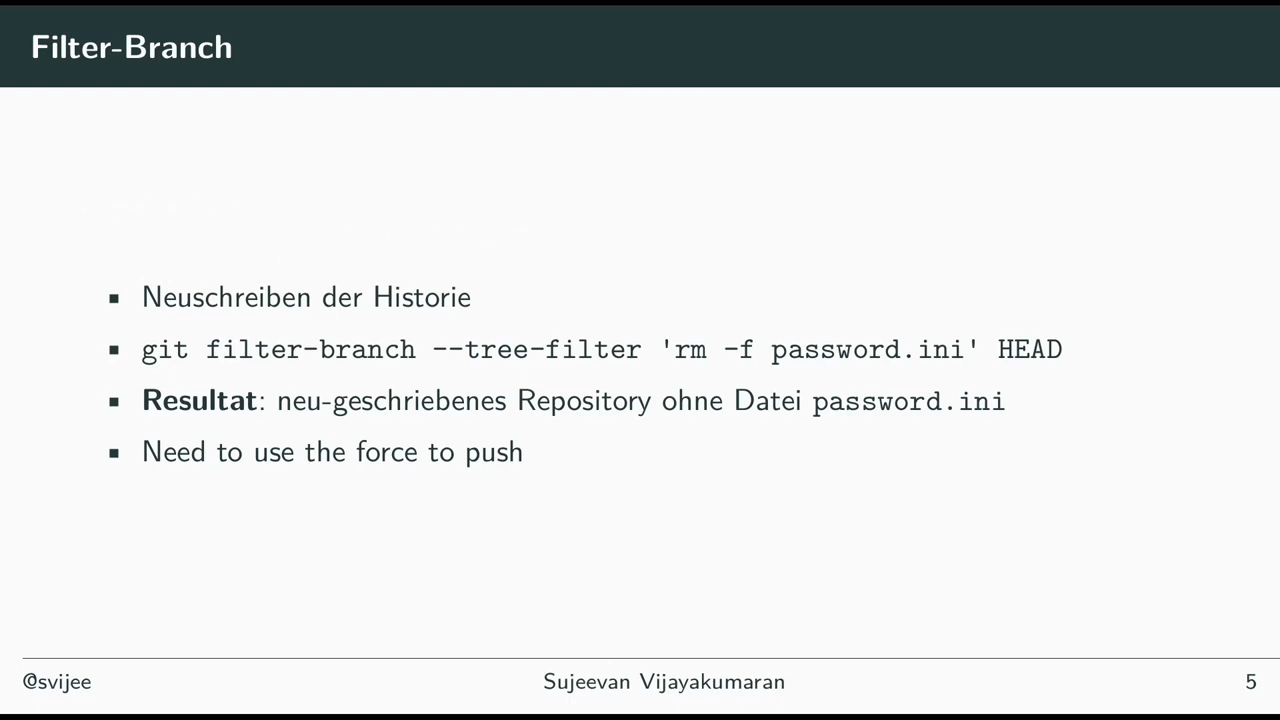 Filter-Branch
Neuschreiben der Historie
git filter-branch --tree-filter 'rm -f password.ini' HEAD
Resultat: neu-geschriebenes Repository ohne Datei password.ini
Need to use the force to push
@svijee Sujeevan Vijayakumaran 5